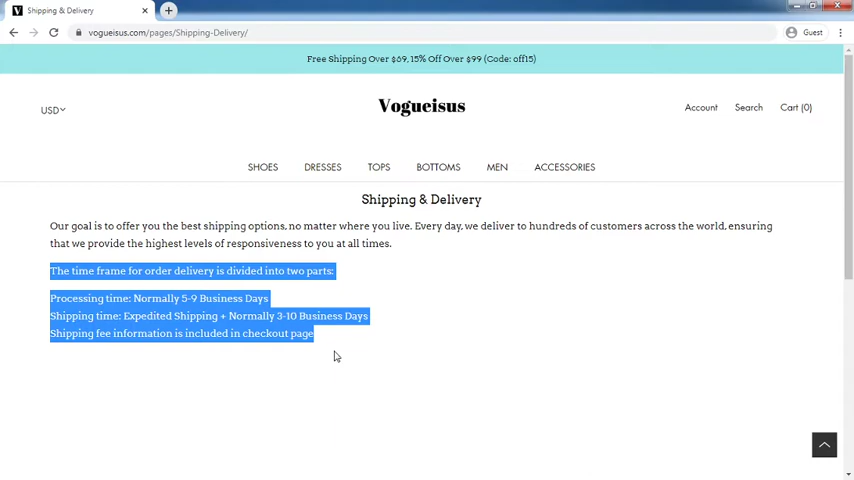 Shipping & Delivery
vogueisus.com/pages/Shipping-Delivery/
Guest
Free Shipping Over $69, 15% Off Over $99 (Code: off15)
USD
Vogueisus
Account Search Cart (0)
SHOES DRESSES TOPS BOTTOMS MEN ACCESSORIES
Shipping & Delivery
Our goal is to offer you the best shipping options, no matter where you live. Every day, we deliver to hundreds of customers across the world, ensuring
that we provide the highest levels of responsiveness to you at all times.
The time frame for order delivery is divided into two parts:
Processing time: Normally 5-9 Business Days
Shipping time: Expedited Shipping + Normally 3-10 Business Days
Shipping fee information is included in checkout page